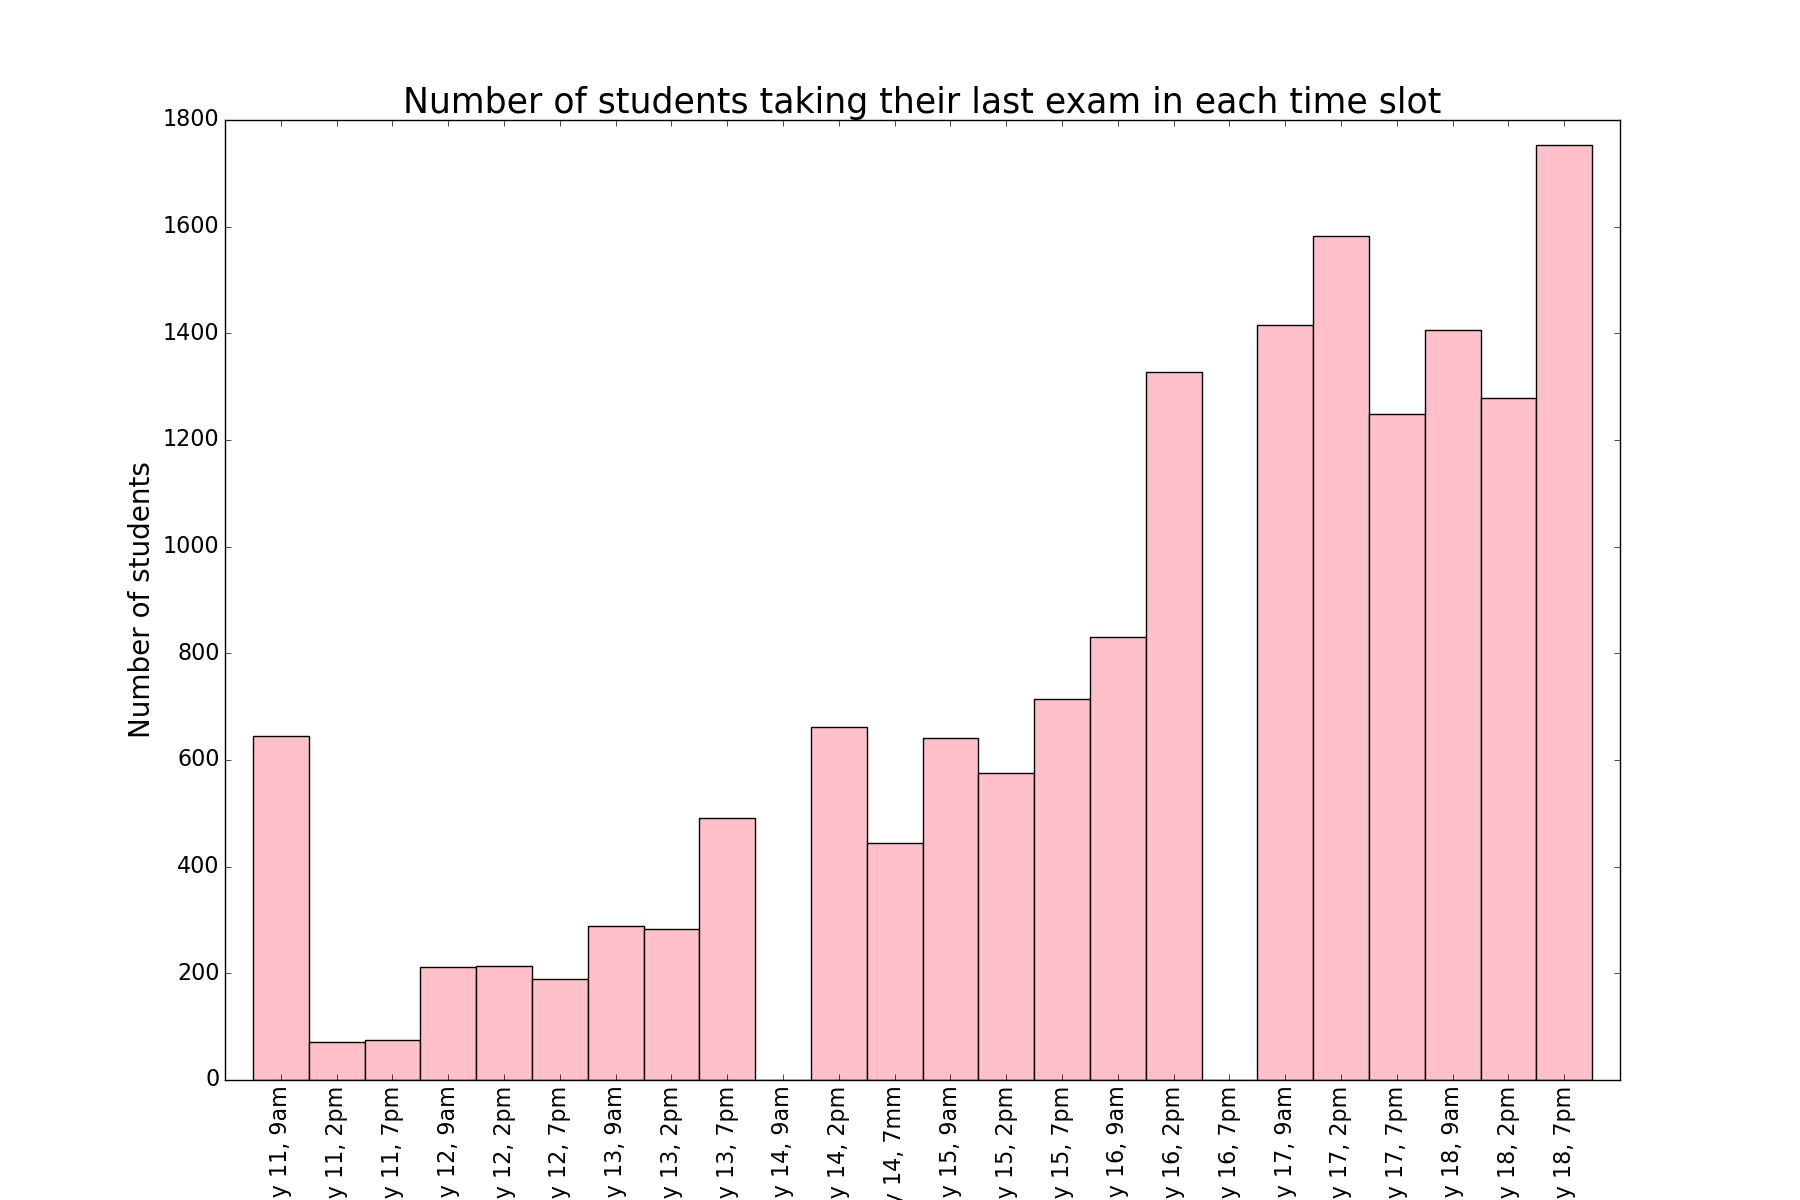 Number of students taking their last exam in each time slot
Number of students
1800
1600
1400
1200
1000
800
600
400
200
0
y 11, 9am
y 11, 2pm
y 11, 7pm
y 12, 9am
y 12, 2pm
y 12, 7pm
y 13, 9am
y 13, 2pm
y 13, 7pm
y 14, 9am
y 14, 2pm
y 14, 7mm
y 15, 9am
y 15, 2pm
y 15, 7pm
y 16, 9am
y 16, 2pm
y 16, 7pm
y 17, 9am
y 17, 2pm
y 17, 7pm
y 18, 9am
y 18, 2pm
y 18, 7pm